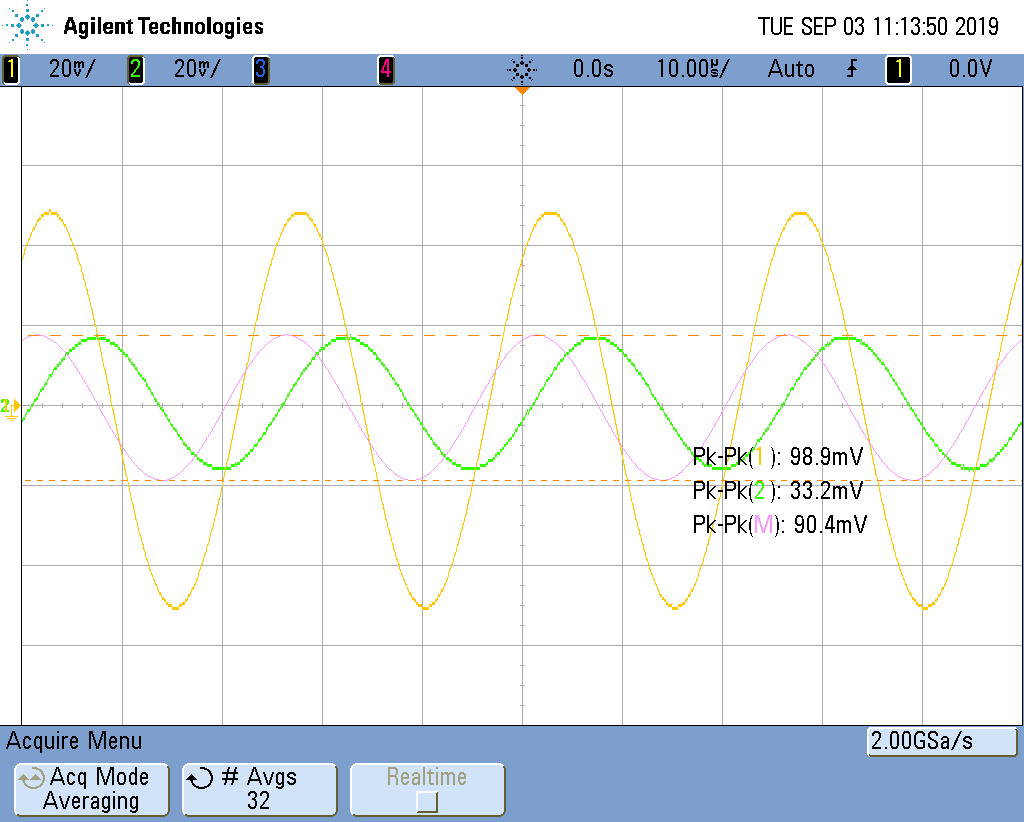 Agilent Technologies TUE SEP 03 11:13:50 2019
1 20mV/ 2 20mV/ 3 4 0.0s 10.00µs/ Auto 1 0.0V
2
Pk-Pk(1): 98.9mV
Pk-Pk(2): 33.2mV
Pk-Pk(M): 90.4mV
Acquire Menu 2.00GSa/s
Acq Mode # Avgs Realtime
Averaging 32